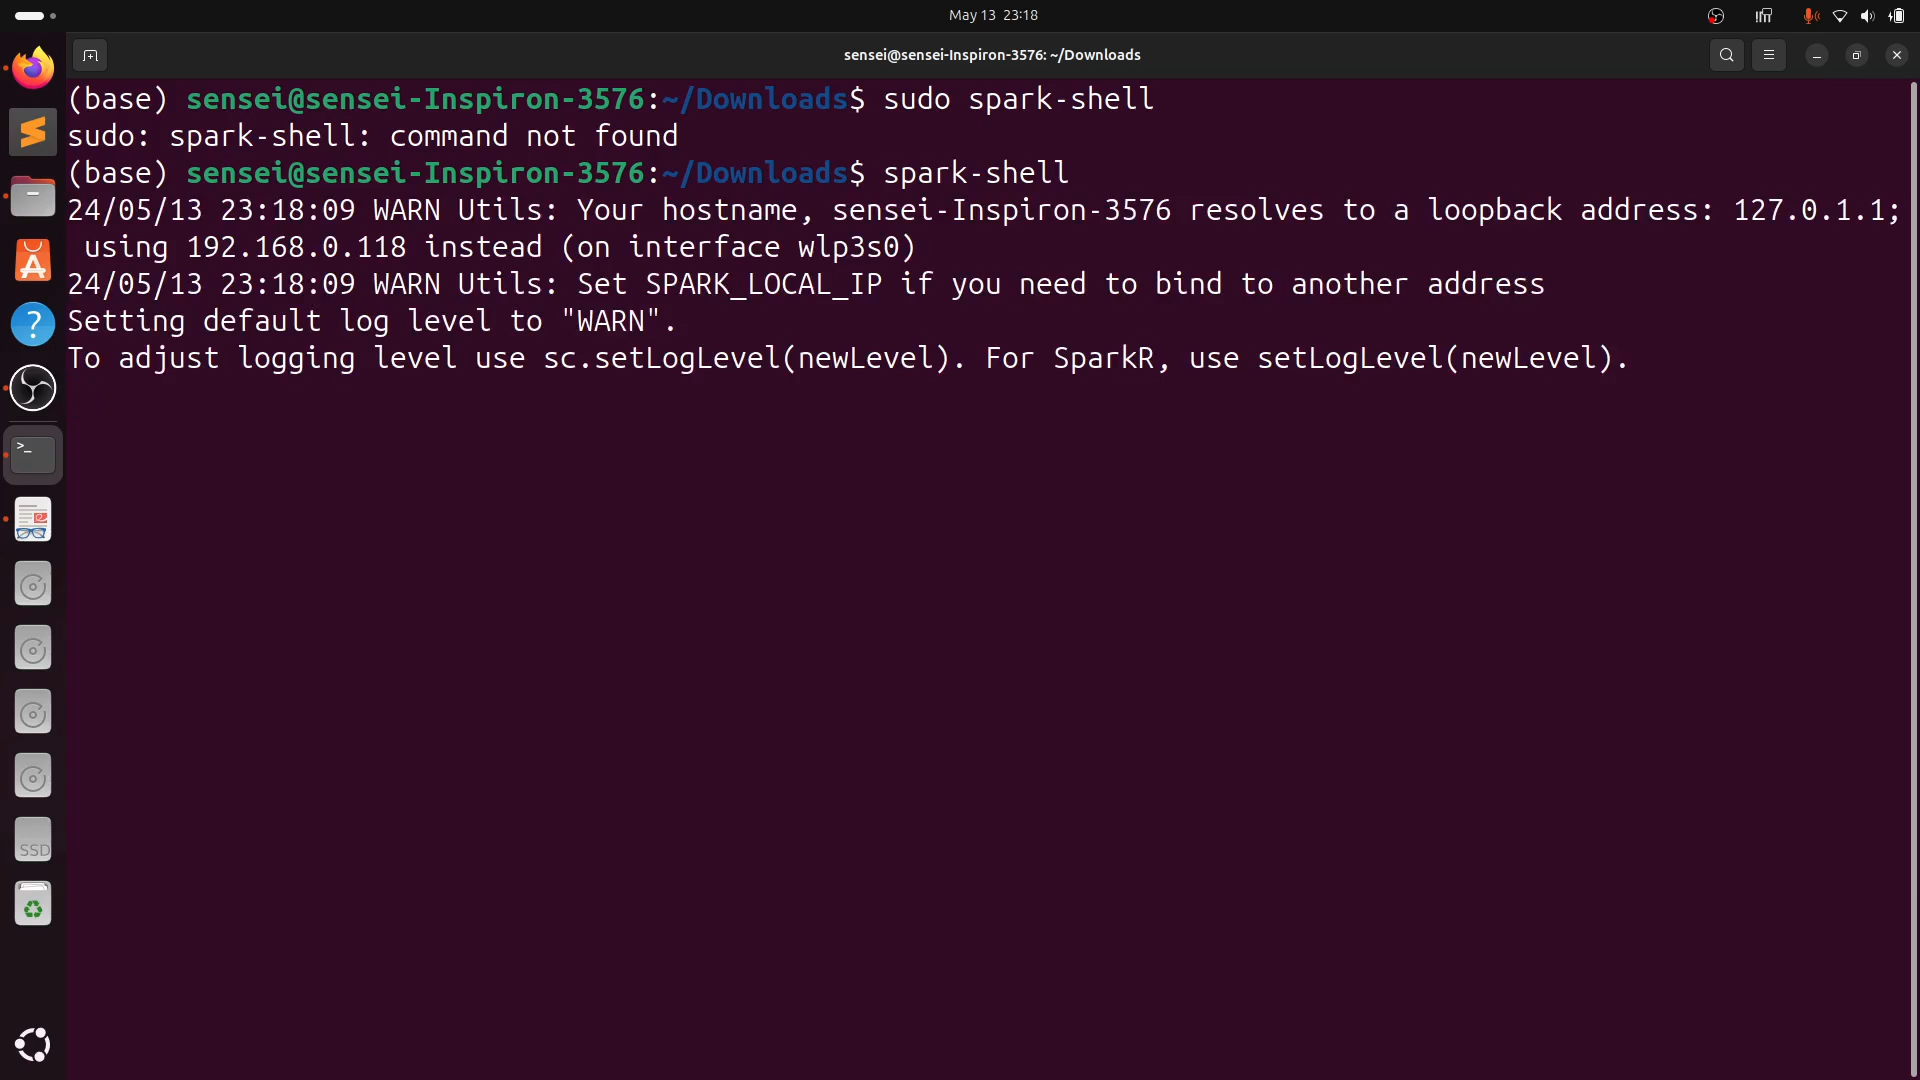 May 13 23:18
sensei@sensei-Inspiron-3576: ~/Downloads
(base) sensei@sensei-Inspiron-3576:~/Downloads$ sudo spark-shell
sudo: spark-shell: command not found
(base) sensei@sensei-Inspiron-3576:~/Downloads$ spark-shell
24/05/13 23:18:09 WARN Utils: Your hostname, sensei-Inspiron-3576 resolves to a loopback address: 127.0.1.1;
using 192.168.0.118 instead (on interface wlp3s0)
24/05/13 23:18:09 WARN Utils: Set SPARK_LOCAL_IP if you need to bind to another address
Setting default log level to "WARN".
To adjust logging level use sc.setLogLevel(newLevel). For SparkR, use setLogLevel(newLevel).
SSD